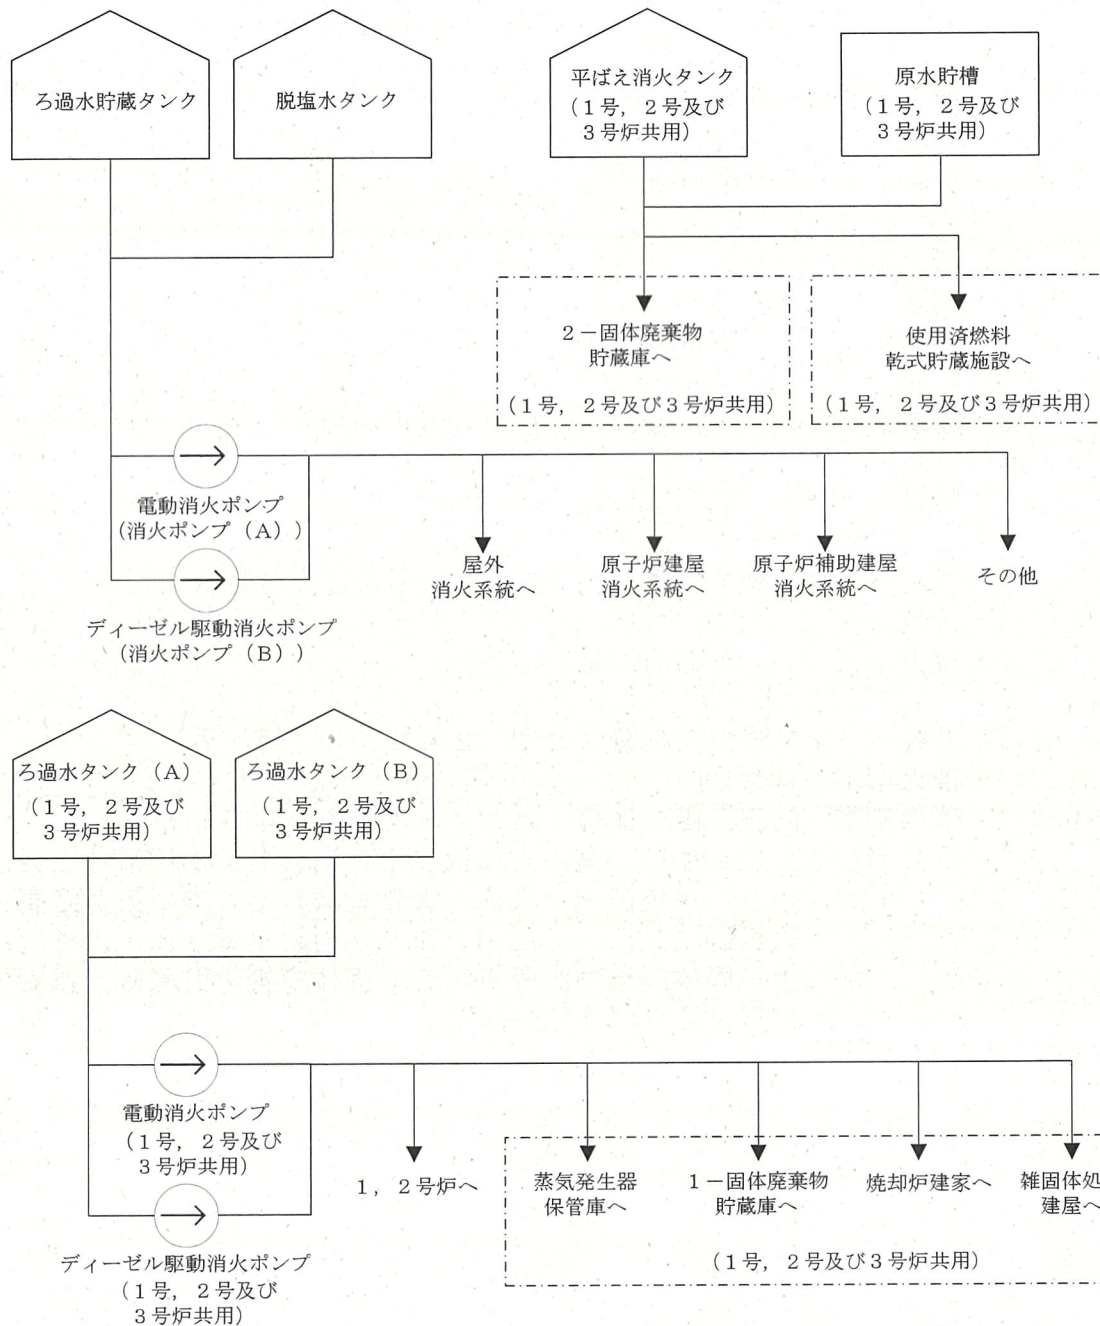 ろ過水貯蔵タンク
脱塩水タンク
平ばえ消火タンク
（１号，２号及び
３号炉共用）
原水貯槽
（１号，２号及び
３号炉共用）
２－固体廃棄物
貯蔵庫へ
（１号，２号及び３号炉共用）
使用済燃料
乾式貯蔵施設へ
（１号，２号及び３号炉共用）
電動消火ポンプ
（消火ポンプ（Ａ））
ディーゼル駆動消火ポンプ
（消火ポンプ（Ｂ））
屋外
消火系統へ
原子炉建屋
消火系統へ
原子炉補助建屋
消火系統へ
その他
ろ過水タンク（Ａ）
（１号，２号及び
３号炉共用）
ろ過水タンク（Ｂ）
（１号，２号及び
３号炉共用）
電動消火ポンプ
（１号，２号及び
３号炉共用）
ディーゼル駆動消火ポンプ
（１号，２号及び
３号炉共用）
１，２号炉へ
蒸気発生器
保管庫へ
１－固体廃棄物
貯蔵庫へ
焼却炉建家へ
雑固体処
建屋へ
（１号，２号及び３号炉共用）